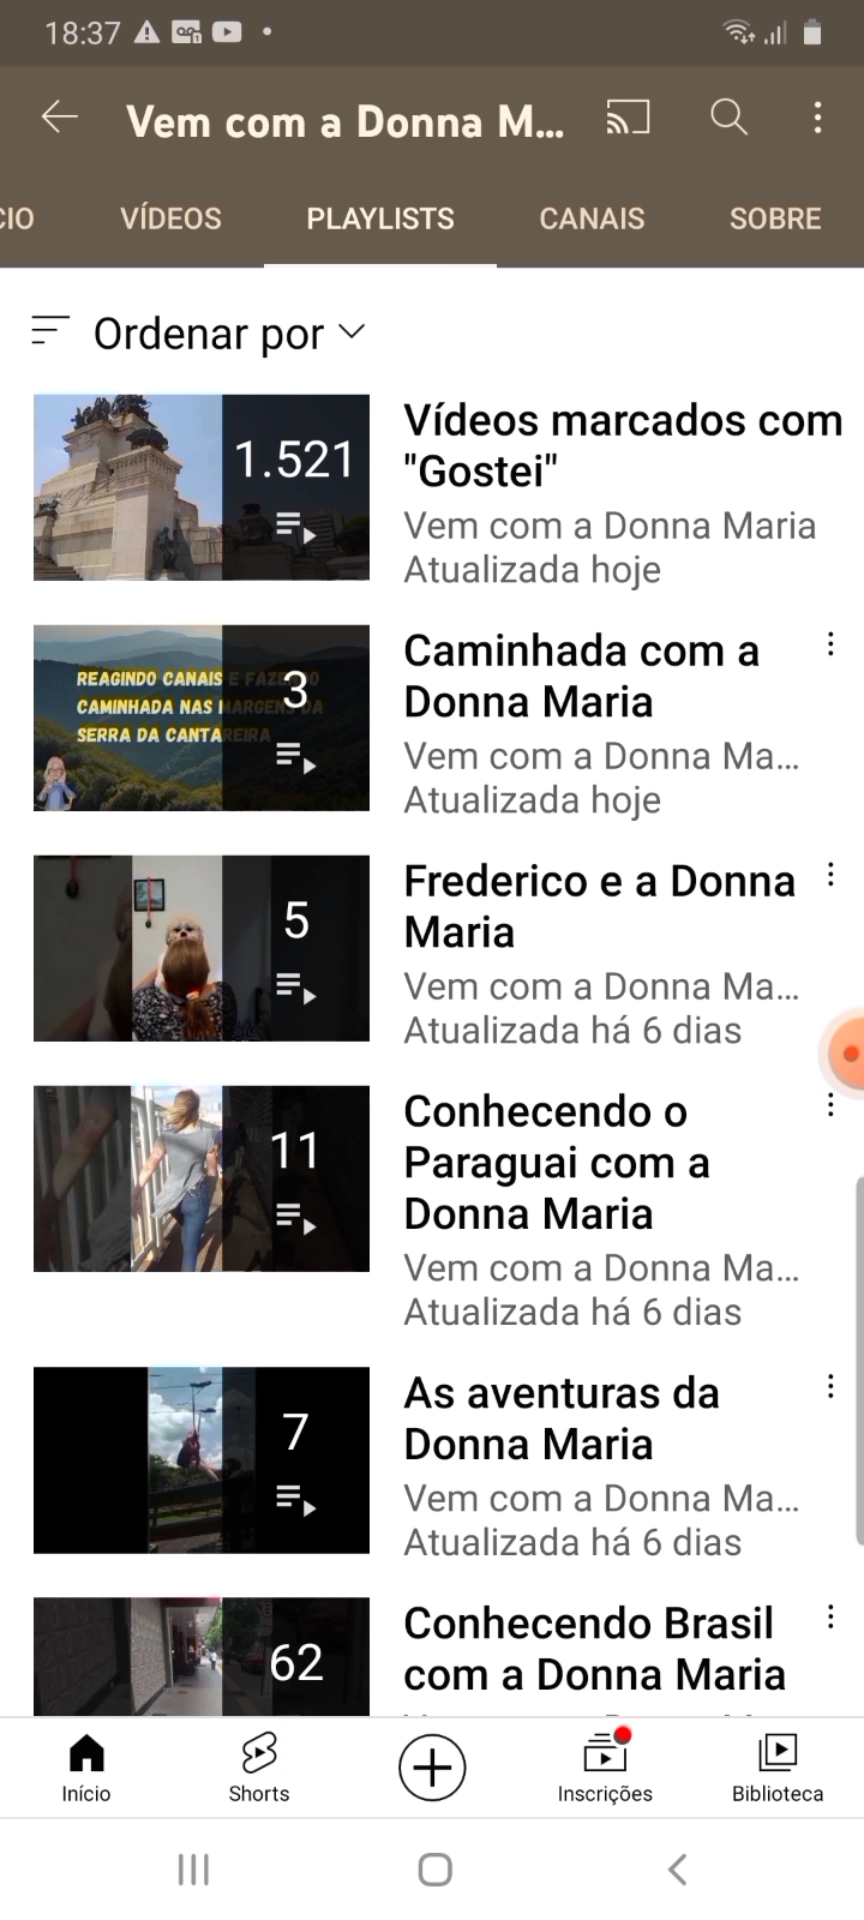 18:37
Vem com a Donna M...
CIO VÍDEOS PLAYLISTS CANAIS SOBRE
Ordenar por
1.521
Vídeos marcados com
"Gostei"
Vem com a Donna Maria
Atualizada hoje
REAGINDO CANAIS E FAZENDO
CAMINHADA NAS MARGENS DA
SERRA DA CANTAREIRA
3
Caminhada com a
Donna Maria
Vem com a Donna Ma...
Atualizada hoje
5
Frederico e a Donna
Maria
Vem com a Donna Ma...
Atualizada há 6 dias
11
Conhecendo o
Paraguai com a
Donna Maria
Vem com a Donna Ma...
Atualizada há 6 dias
7
As aventuras da
Donna Maria
Vem com a Donna Ma...
Atualizada há 6 dias
62
Conhecendo Brasil
com a Donna Maria
Início Shorts Inscrições Biblioteca